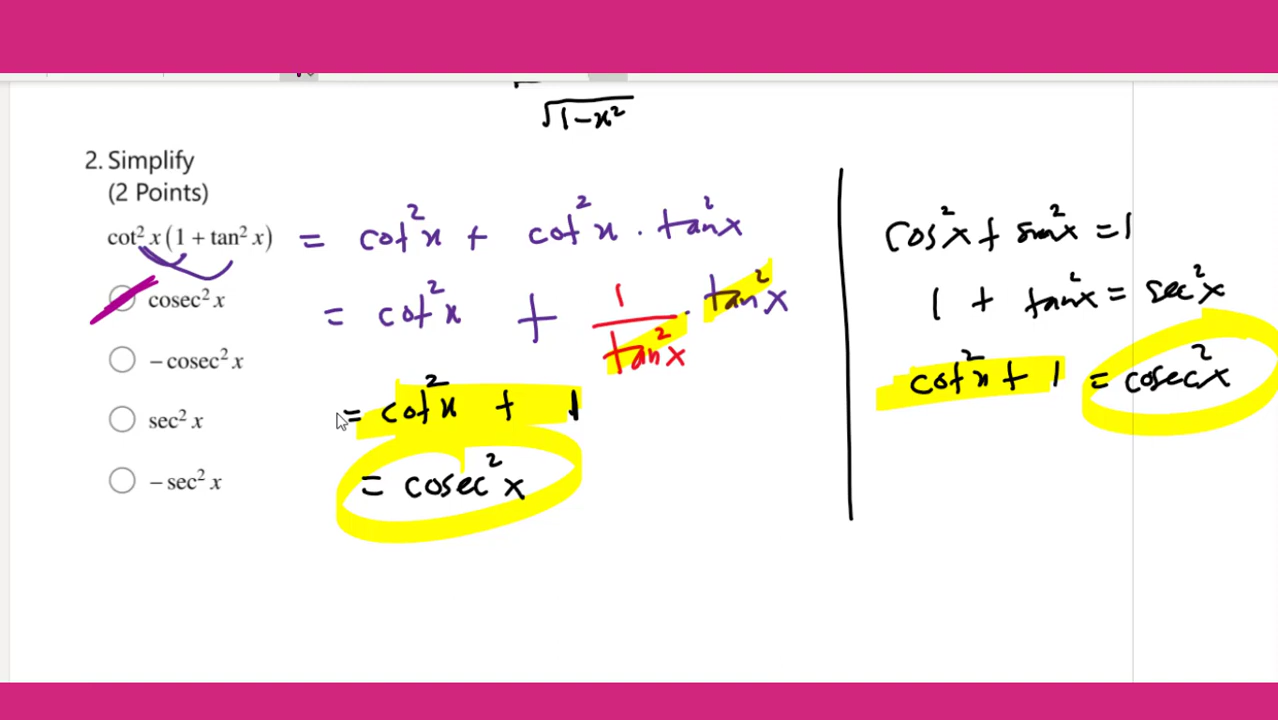 √1-x²
2. Simplify
(2 Points)
cot² x (1 + tan² x) = cot²x + cot²x . tan²x
cosec² x
= cot²x + 1/tan²x . tan²x
- cosec² x
= cot²x + 1
sec² x
= cosec²x
- sec² x
cos²x + sin²x = 1
1 + tan²x = sec²x
cot²x + 1 = cosec²x